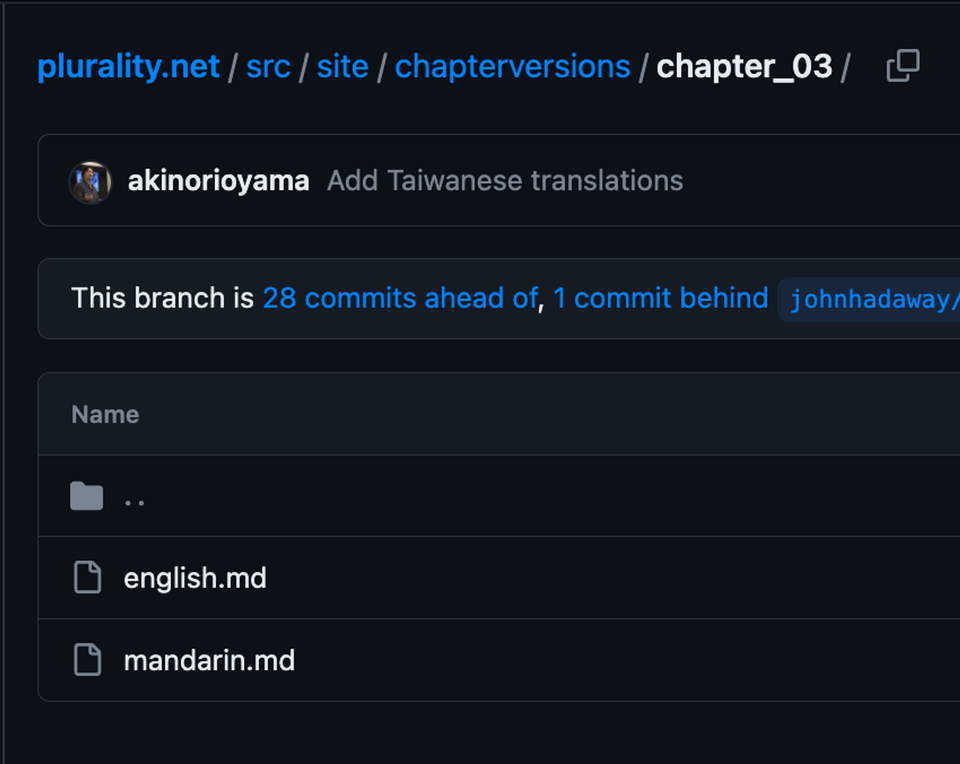 plurality.net / src / site / chapterversions / chapter_03 /
akinorioyama Add Taiwanese translations
This branch is 28 commits ahead of, 1 commit behind johnhadaway/
Name
..
english.md
mandarin.md